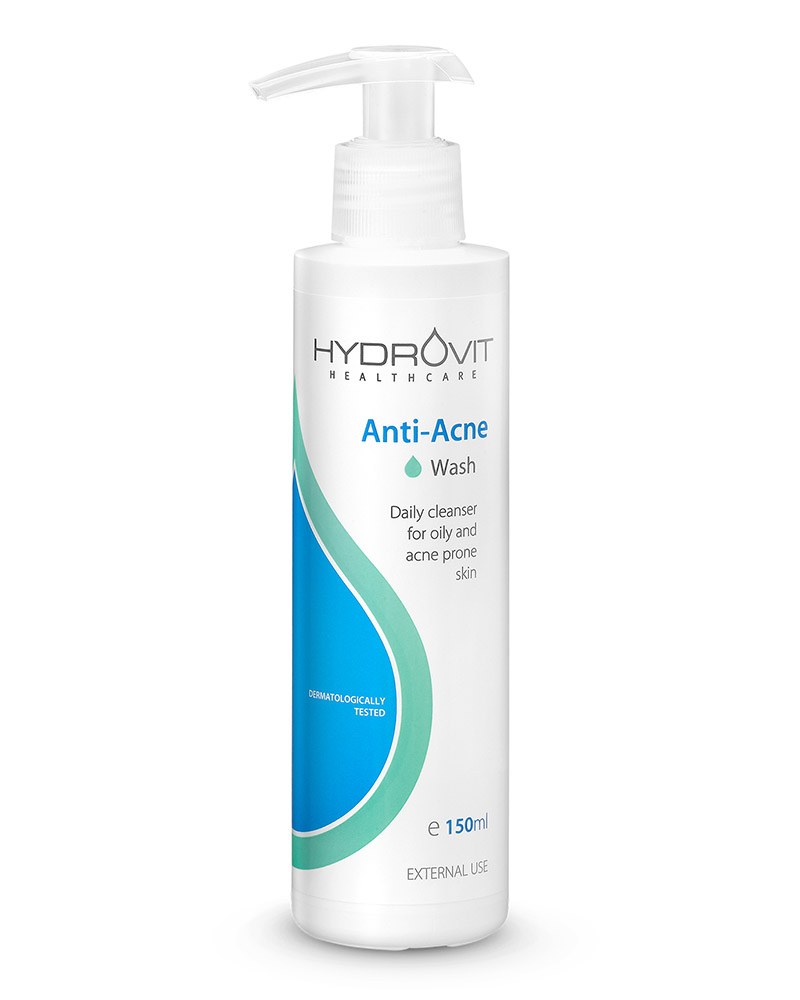 HYDROVIT
HEALTHCARE
Anti-Acne
Wash
Daily cleanser
for oily and
acne prone
skin
DERMATOLOGICALLY
TESTED
e 150ml
EXTERNAL USE